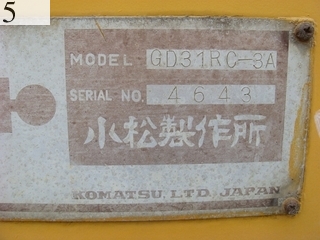 5
MODEL GD31RC-3A
SERIAL NO. 4643
小松製作所
KOMATSU, LTD. JAPAN